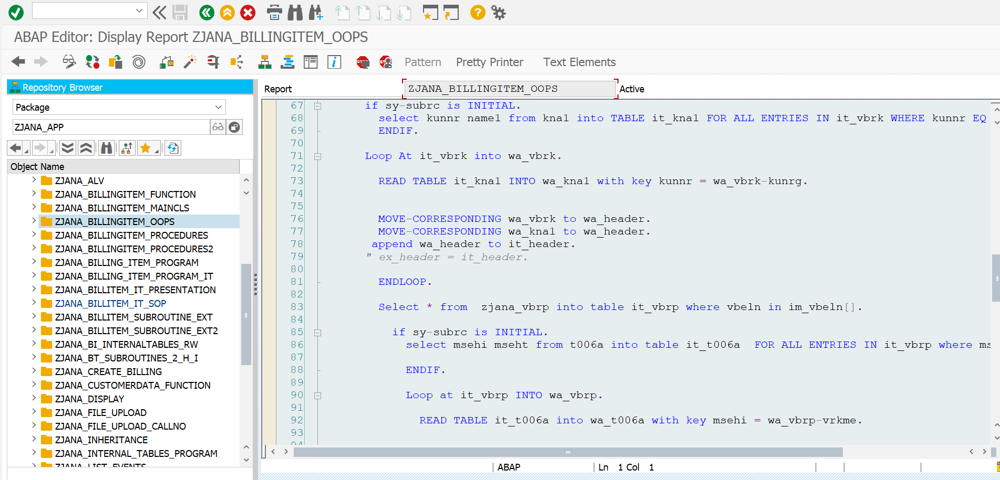 ABAP Editor: Display Report ZJANA_BILLINGITEM_OOPS
Pattern Pretty Printer Text Elements
Repository Browser
Package
ZJANA_APP
Object Name
ZJANA_ALV
ZJANA_BILLINGITEM_FUNCTION
ZJANA_BILLINGITEM_MAINCLS
ZJANA_BILLINGITEM_OOPS
ZJANA_BILLINGITEM_PROCEDURES
ZJANA_BILLINGITEM_PROCEDURES2
ZJANA_BILLING_ITEM_PROGRAM
ZJANA_BILLING_ITEM_PROGRAM_IT
ZJANA_BILLITEM_IT_PRESENTATION
ZJANA_BILLITEM_IT_SOP
ZJANA_BILLITEM_SUBROUTINE_EXT
ZJANA_BILLITEM_SUBROUTINE_EXT2
ZJANA_BI_INTERNALTABLES_RW
ZJANA_BT_SUBROUTINES_2_H_I
ZJANA_CREATE_BILLING
ZJANA_CUSTOMERDATA_FUNCTION
ZJANA_DISPLAY
ZJANA_FILE_UPLOAD
ZJANA_FILE_UPLOAD_CALLNO
ZJANA_INHERITANCE
ZJANA_INTERNAL_TABLES_PROGRAM
ZJANA_LIST_EVENTS
Report ZJANA_BILLINGITEM_OOPS Active
67 if sy-subrc is INITIAL.
68 select kunnr name1 from kna1 into TABLE it_kna1 FOR ALL ENTRIES IN it_vbrk WHERE kunnr EQ
69 ENDIF.
70
71 Loop At it_vbrk into wa_vbrk.
72
73 READ TABLE it_kna1 INTO wa_kna1 with key kunnr = wa_vbrk-kunrg.
74
75
76 MOVE-CORRESPONDING wa_vbrk to wa_header.
77 MOVE-CORRESPONDING wa_kna1 to wa_header.
78 append wa_header to it_header.
79 " ex_header = it_header.
80
81 ENDLOOP.
82
83 Select * from zjana_vbrp into table it_vbrp where vbeln in im_vbeln[].
84
85 if sy-subrc is INITIAL.
86 select msehi mseht from t006a into table it_t006a FOR ALL ENTRIES IN it_vbrp where ms
87
88 ENDIF.
89
90 Loop at it_vbrp INTO wa_vbrp.
91
92 READ TABLE it_t006a into wa_t006a with key msehi = wa_vbrp-vrkme.
93
94
ABAP Ln 1 Col 1